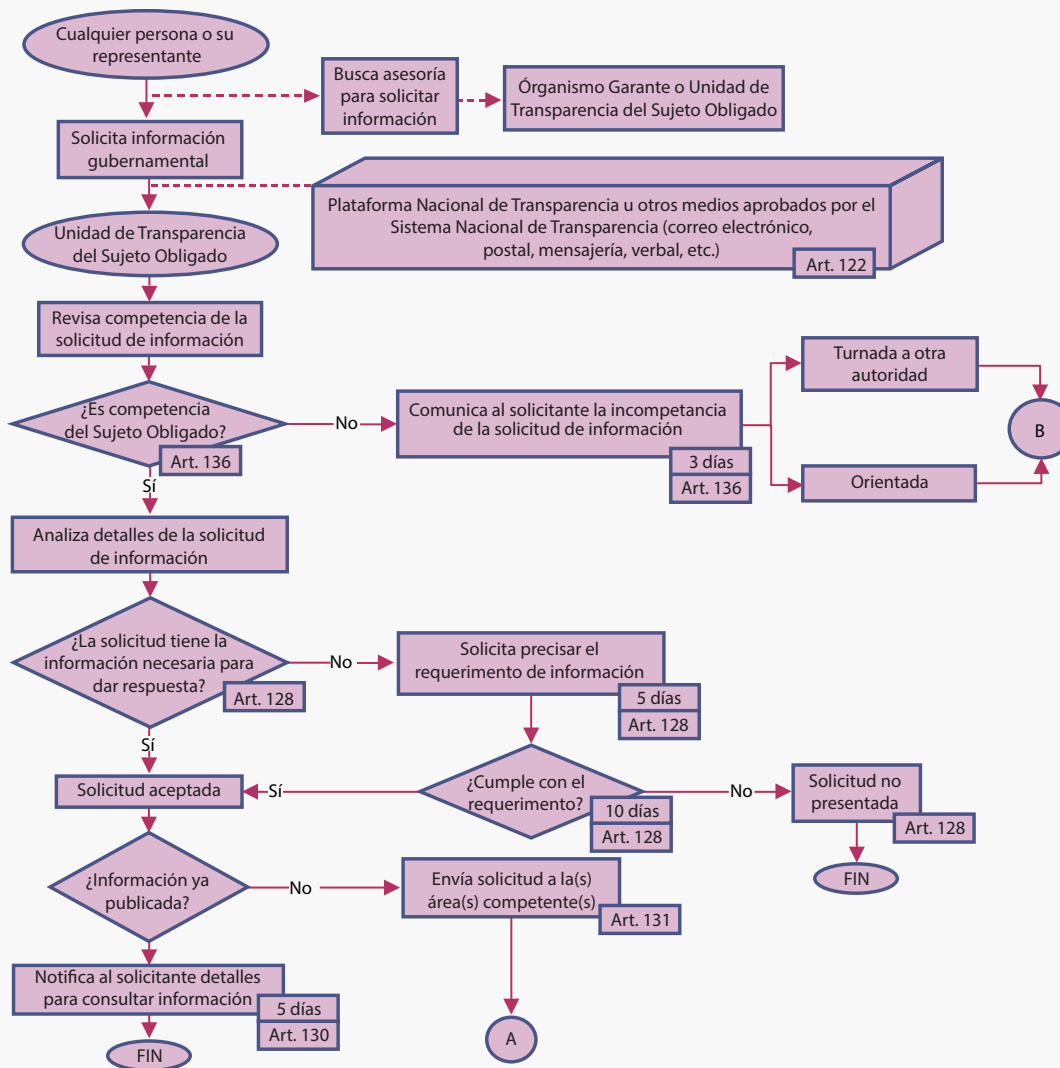 Cualquier persona o su
representante
Busca asesoría
para solicitar
información
Órganismo Garante o Unidad de
Transparencia del Sujeto Obligado
Solicita información
gubernamental
Plataforma Nacional de Transparencia u otros medios aprobados por el
Sistema Nacional de Transparencia (correo electrónico,
postal, mensajería, verbal, etc.)
Art. 122
Unidad de Transparencia
del Sujeto Obligado
Revisa competencia de la
solicitud de información
¿Es competencia
del Sujeto Obligado?
Art. 136
No
Comunica al solicitante la incompetancia
de la solicitud de información
3 días
Art. 136
Turnada a otra
autoridad
Orientada
B
Sí
Analiza detalles de la solicitud
de información
¿La solicitud tiene la
información necesaria para
dar respuesta?
Art. 128
No
Solicita precisar el
requerimento de información
5 días
Art. 128
Sí
Solicitud aceptada
Sí
¿Cumple con el
requerimento?
10 días
Art. 128
No
Solicitud no
presentada
Art. 128
FIN
¿Información ya
publicada?
No
Envía solicitud a la(s)
área(s) competente(s)
Art. 131
A
Notifica al solicitante detalles
para consultar información
5 días
Art. 130
FIN